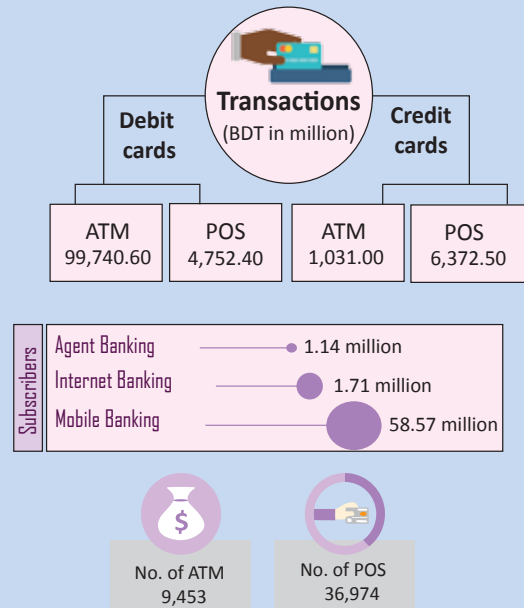 Transactions
(BDT in million)
Debit
cards
Credit
cards
ATM
99,740.60
POS
4,752.40
ATM
1,031.00
POS
6,372.50
Subscribers
Agent Banking
1.14 million
Internet Banking
1.71 million
Mobile Banking
58.57 million
$
No. of ATM
9,453
No. of POS
36,974